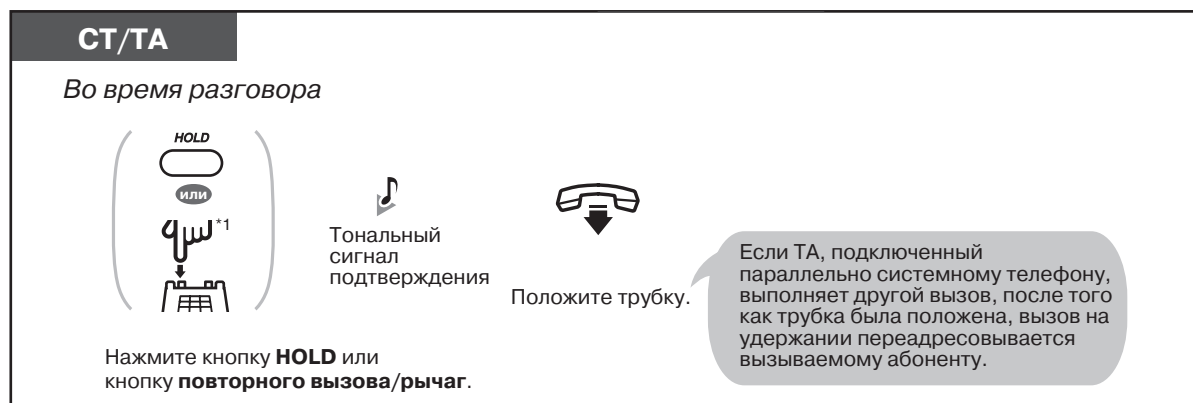 СТ/ТА
Во время разговора
HOLD
или
*1
Тональный
сигнал
подтверждения
Положите трубку.
Если ТА, подключенный
параллельно системному телефону,
выполняет другой вызов, после того
как трубка была положена, вызов на
удержании переадресовывается
вызываемому абоненту.
Нажмите кнопку HOLD или
кнопку повторного вызова/рычаг.